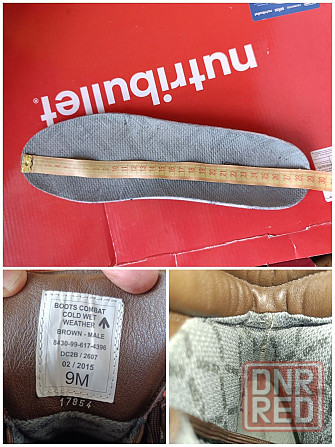 nutribullet
BOOTS COMBAT
COLD WET
WEATHER
BROWN - MALE
8430-99-617-4396
DC2B / 2607
02 / 2015
9M
17854
DNR
RED